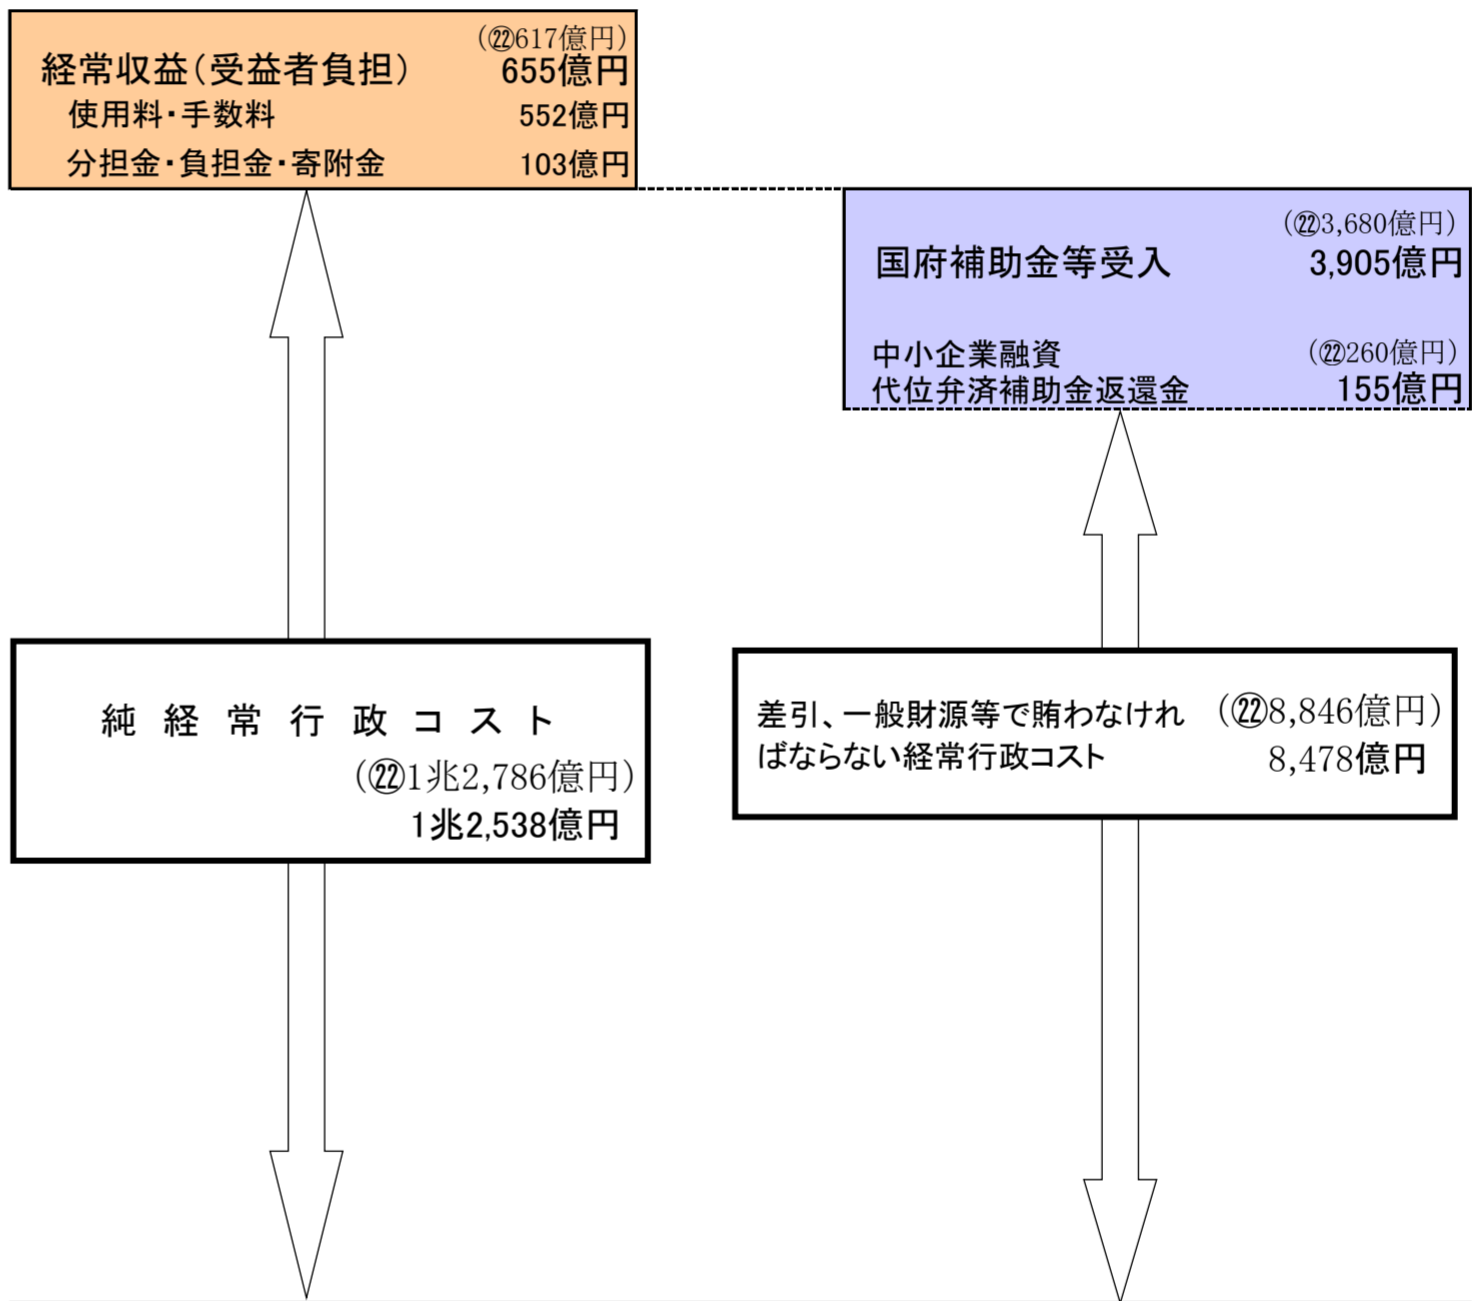 (㉒617億円)
経常収益(受益者負担) 655億円
使用料・手数料 552億円
分担金・負担金・寄附金 103億円
(㉒3,680億円)
国府補助金等受入 3,905億円
中小企業融資 (㉒260億円)
代位弁済補助金返還金 155億円
純経常行政コスト
(㉒1兆2,786億円)
1兆2,538億円
差引、一般財源等で賄わなけれ (㉒8,846億円)
ばならない経常行政コスト 8,478億円